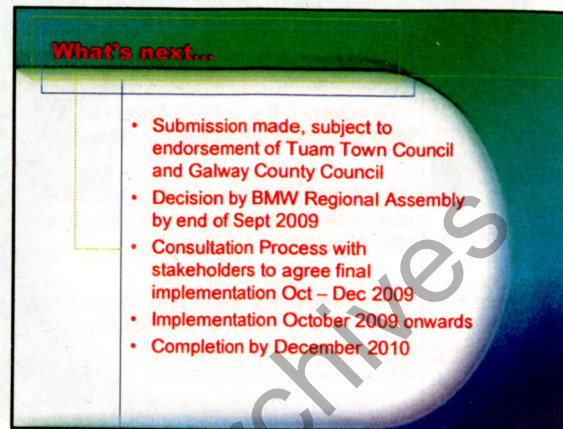 What's next...
• Submission made, subject to
endorsement of Tuam Town Council
and Galway County Council
• Decision by BMW Regional Assembly
by end of Sept 2009
• Consultation Process with
stakeholders to agree final
implementation Oct – Dec 2009
• Implementation October 2009 onwards
• Completion by December 2010